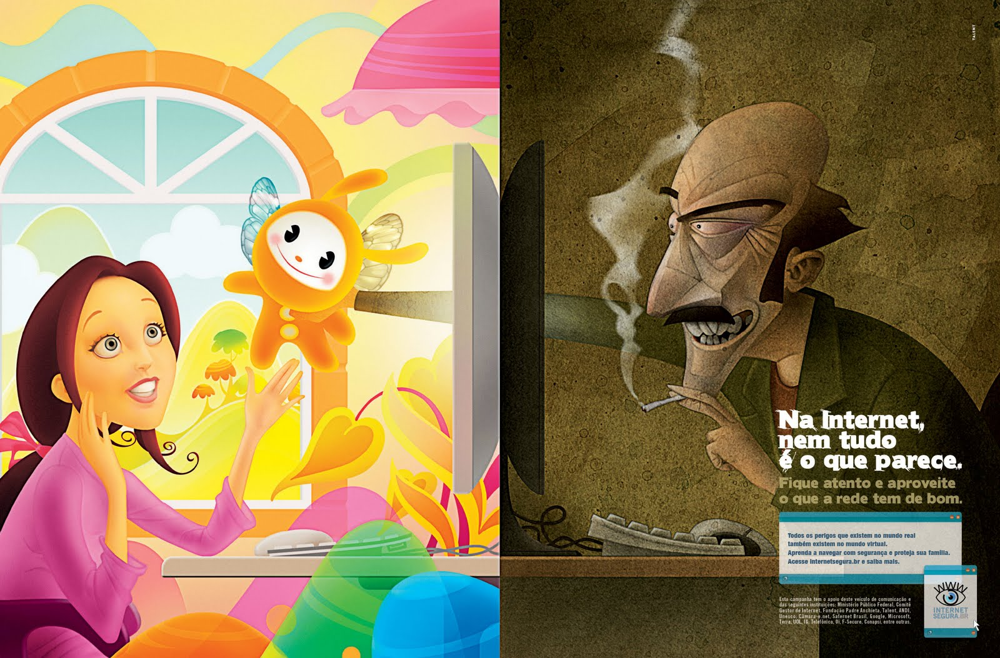 TALENT
Na Internet,
nem tudo
é o que parece.
Fique atento e aproveite
o que a rede tem de bom.
Todos os perigos que existem no mundo real
também existem no mundo virtual.
Aprenda a navegar com segurança e proteja sua família.
Acesse internetsegura.br e saiba mais.
Esta campanha tem o apoio deste veículo de comunicação e
das seguintes instituições: Ministério Público Federal, Comitê
Gestor de Internet, Fundação Padre Anchieta, Talent, ANDI,
Unesco, Câmara-e.net, Safernet Brasil, Google, Microsoft,
Terra, UOL, IG, Telefônica, Oi, F-Secure, Conapsi, entre outras.
WWW
INTERNET
SEGURA.BR